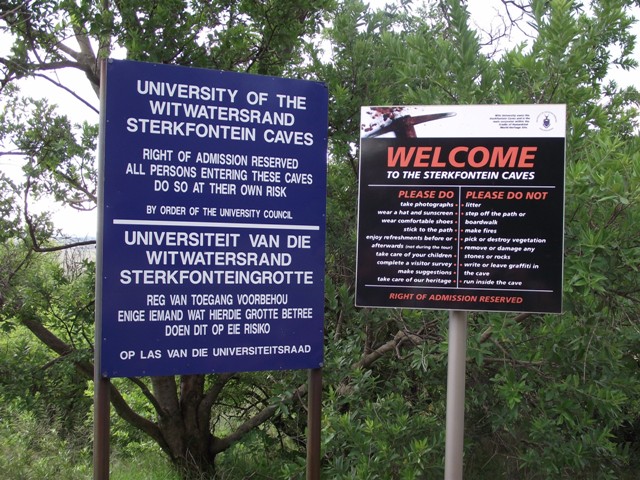 UNIVERSITY OF THE
WITWATERSRAND
STERKFONTEIN CAVES
RIGHT OF ADMISSION RESERVED
ALL PERSONS ENTERING THESE CAVES
DO SO AT THEIR OWN RISK
BY ORDER OF THE UNIVERSITY COUNCIL
UNIVERSITEIT VAN DIE
WITWATERSRAND
STERKFONTEINGROTTE
REG VAN TOEGANG VOORBEHOU
ENIGE IEMAND WAT HIERDIE GROTTE BETREE
DOEN DIT OP EIE RISIKO
OP LAS VAN DIE UNIVERSITEITSRAAD
WELCOME
TO THE STERKFONTEIN CAVES
PLEASE DO
take photographs
wear a hat and sunscreen
wear comfortable shoes
stick to the path
enjoy refreshments before or
afterwards (not during the tour)
take care of your children
complete a visitor survey
make suggestions
take care of our heritage
PLEASE DO NOT
litter
step off the path or
boardwalk
make fires
pick or destroy vegetation
remove or damage any
stones or rocks
write or leave graffiti in
the cave
run inside the cave
RIGHT OF ADMISSION RESERVED